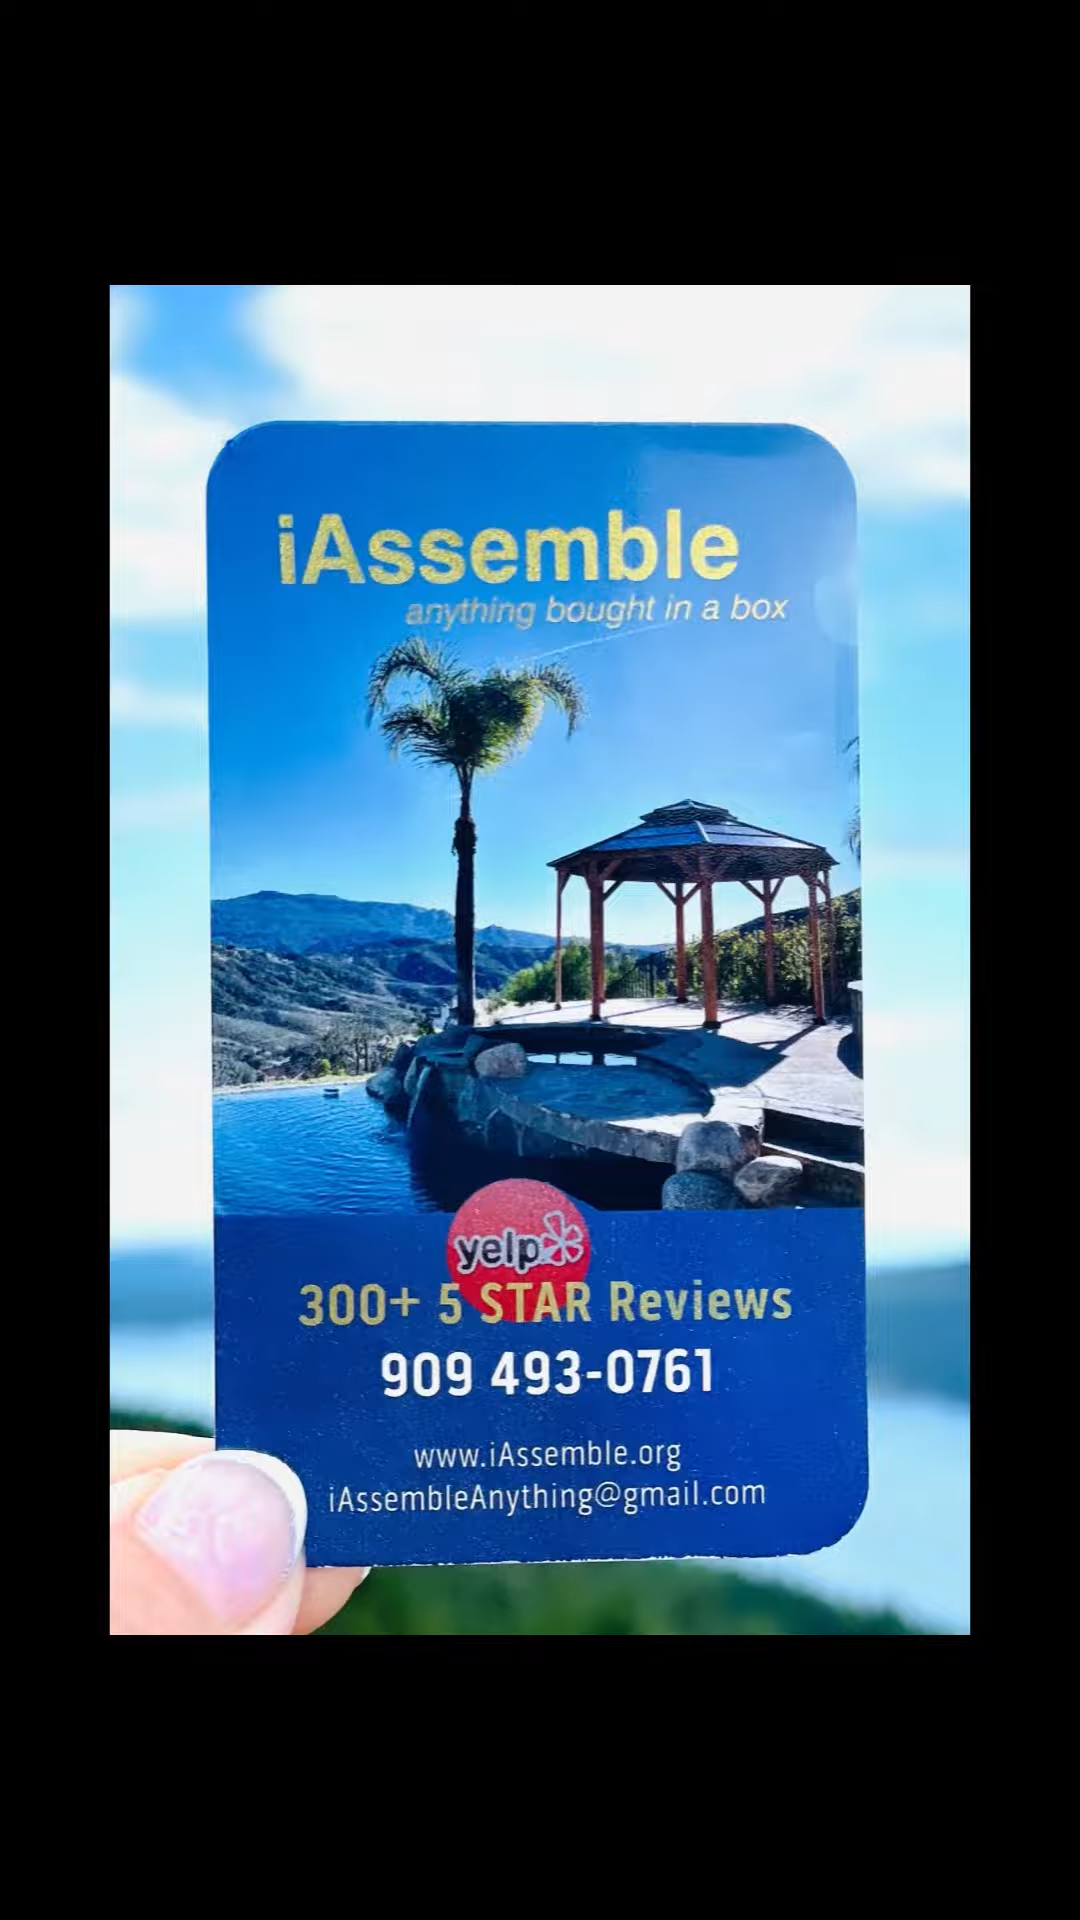 iAssemble
anything bought in a box
yelp
300+ 5 STAR Reviews
909 493-0761
www.iAssemble.org
iAssembleAnything@gmail.com